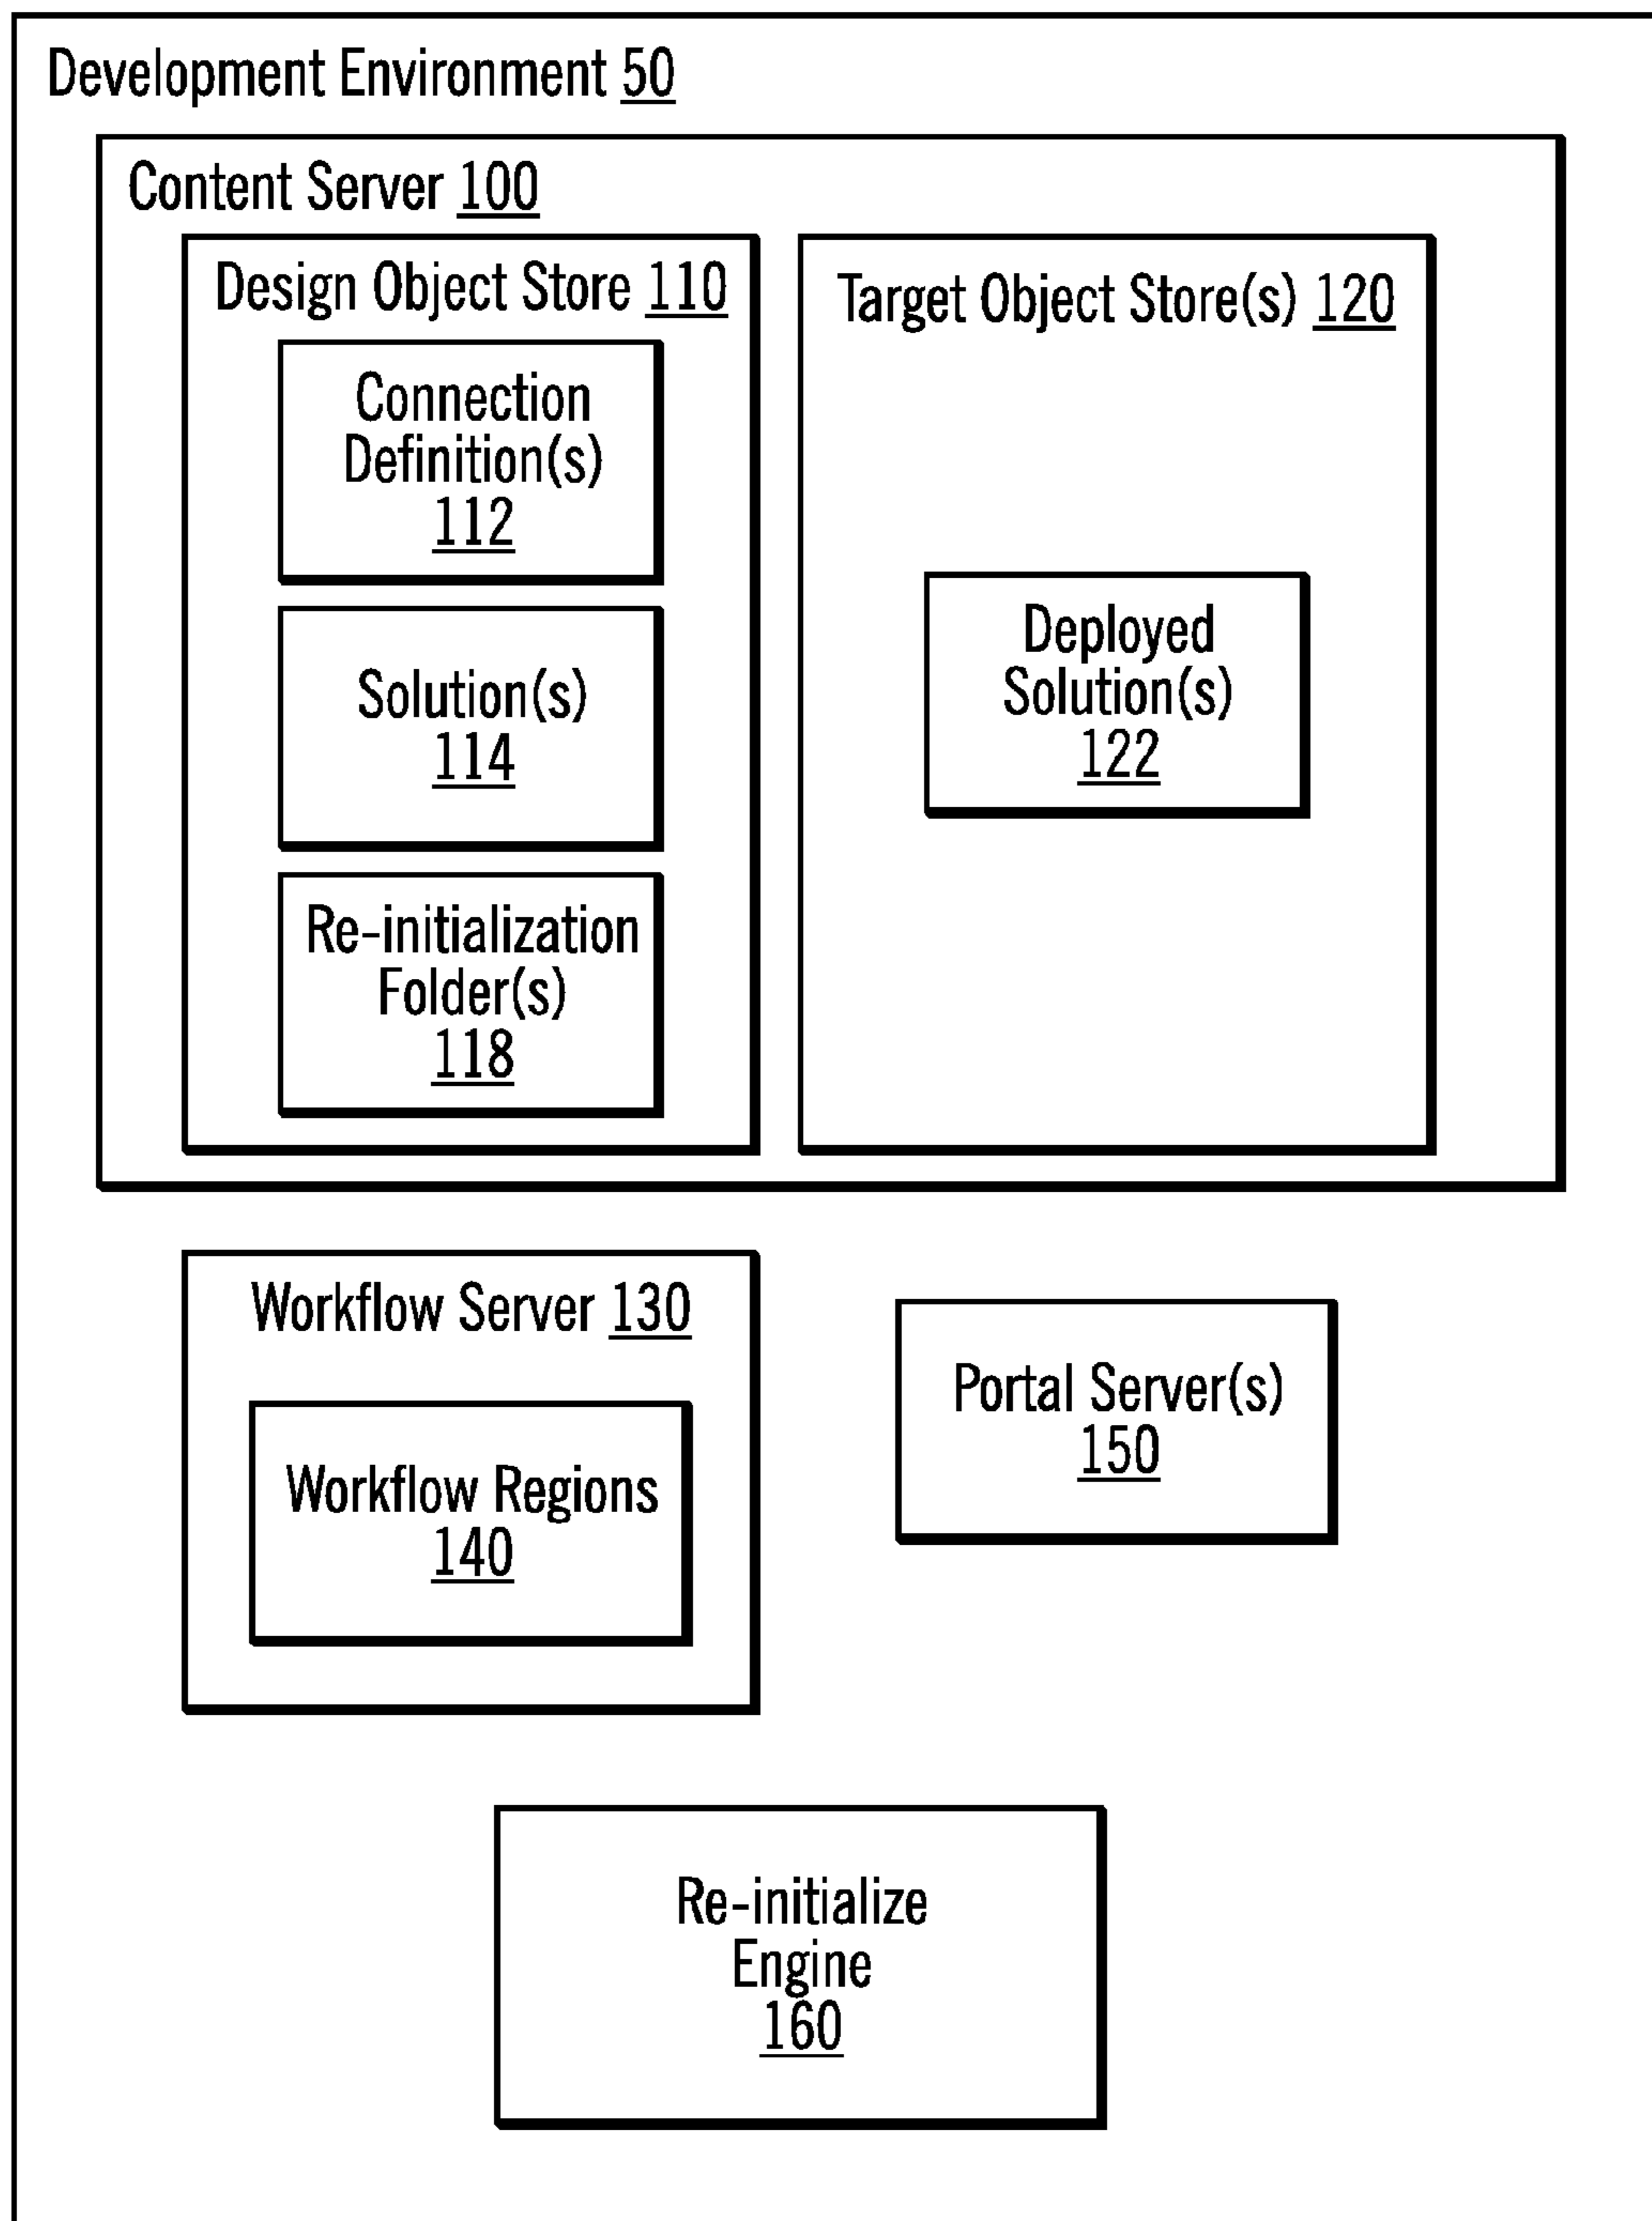 Development Environment 50
Content Server 100
Design Object Store 110
Connection
Definition(s)
112
Solution(s)
114
Re-initialization
Folder(s)
118
Target Object Store(s) 120
Deployed
Solution(s)
122
Workflow Server 130
Workflow Regions
140
Portal Server(s)
150
Re-initialize
Engine
160